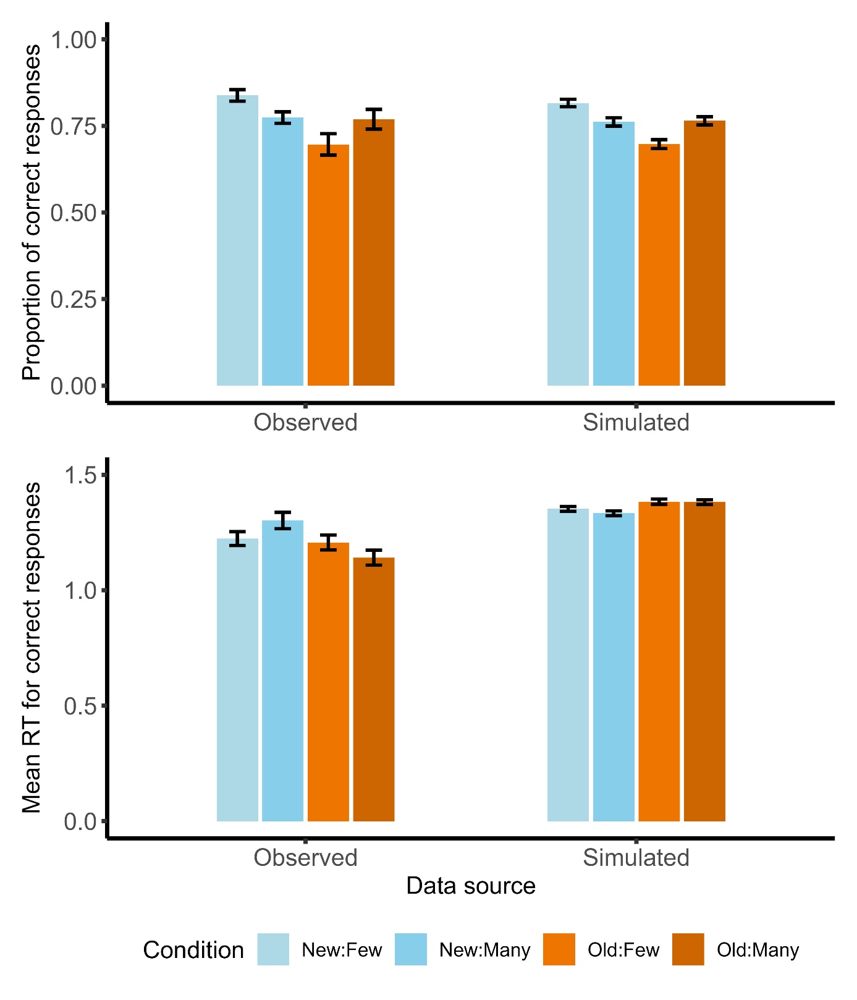 Proportion of correct responses
1.00
0.75
0.50
0.25
0.00
Observed Simulated
Mean RT for correct responses
1.5
1.0
0.5
0.0
Observed Simulated
Data source
Condition New:Few New:Many Old:Few Old:Many